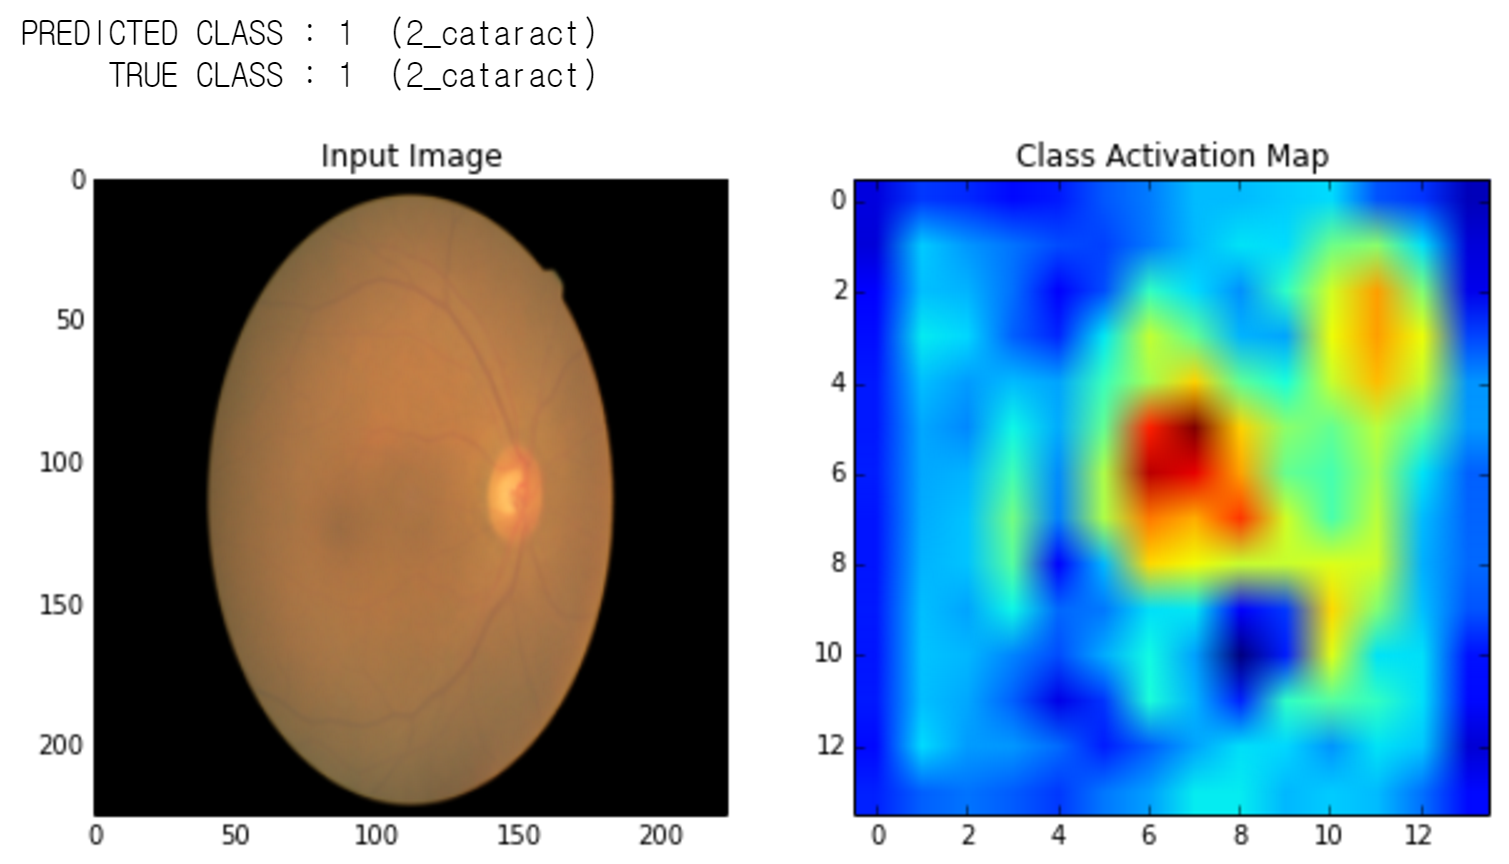 PREDICTED CLASS : 1 (2_cataract)
TRUE CLASS : 1 (2_cataract)
Input Image
0
50
100
150
200
0 50 100 150 200
Class Activation Map
0
2
4
6
8
10
12
0 2 4 6 8 10 12